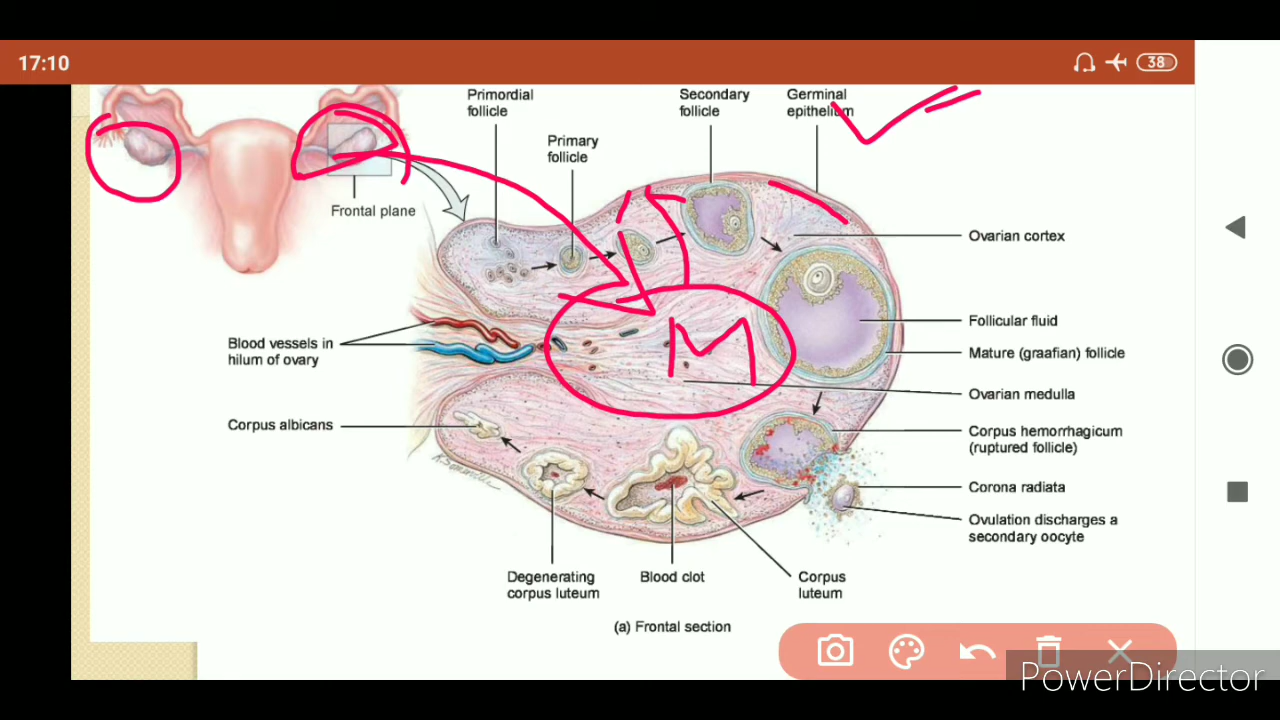 17:10
38
Primordial
follicle
Primary
follicle
Secondary
follicle
Germinal
epithelium
Frontal plane
Ovarian cortex
Follicular fluid
Mature (graafian) follicle
Ovarian medulla
Blood vessels in
hilum of ovary
Corpus albicans
Corpus hemorrhagicum
(ruptured follicle)
Corona radiata
Ovulation discharges a
secondary oocyte
M
Degenerating
corpus luteum
Blood clot
Corpus
luteum
(a) Frontal section
PowerDirector